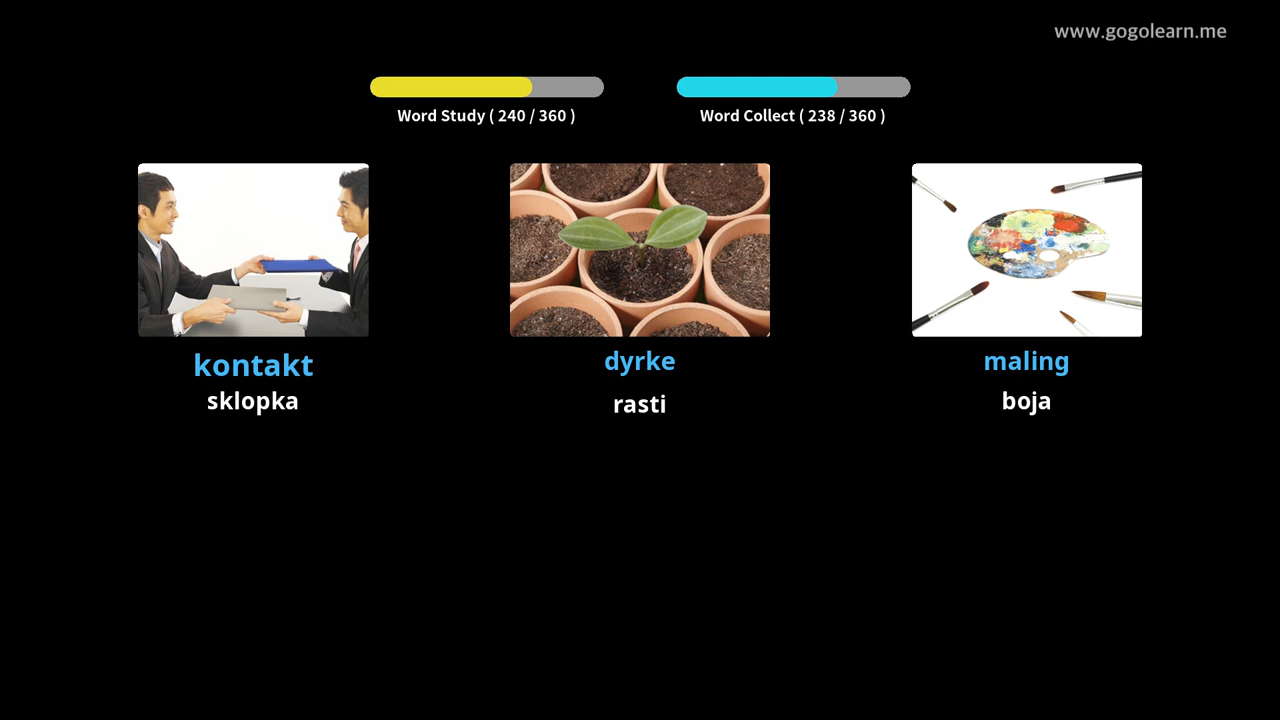 www.gogolearn.me
Word Study ( 240 / 360 )
Word Collect ( 238 / 360 )
kontakt
sklopka
dyrke
rasti
maling
boja